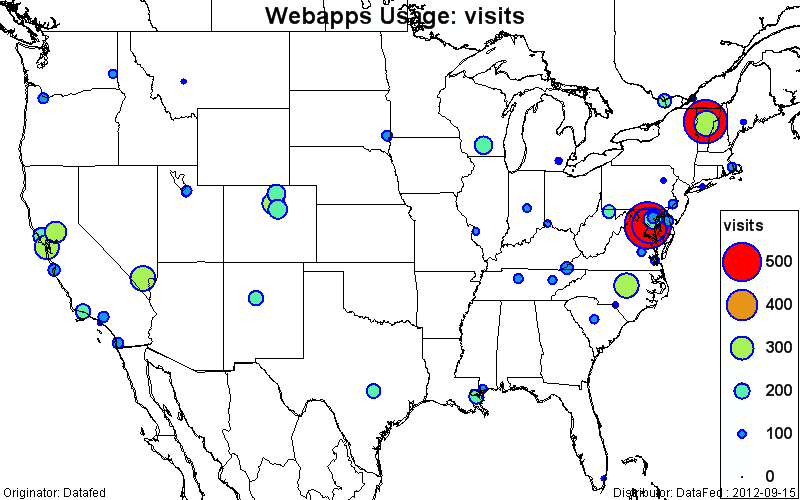 Webapps Usage: visits
visits
500
400
300
200
100
0
Originator: Datafed
Distributor: DataFed : 2012-09-15